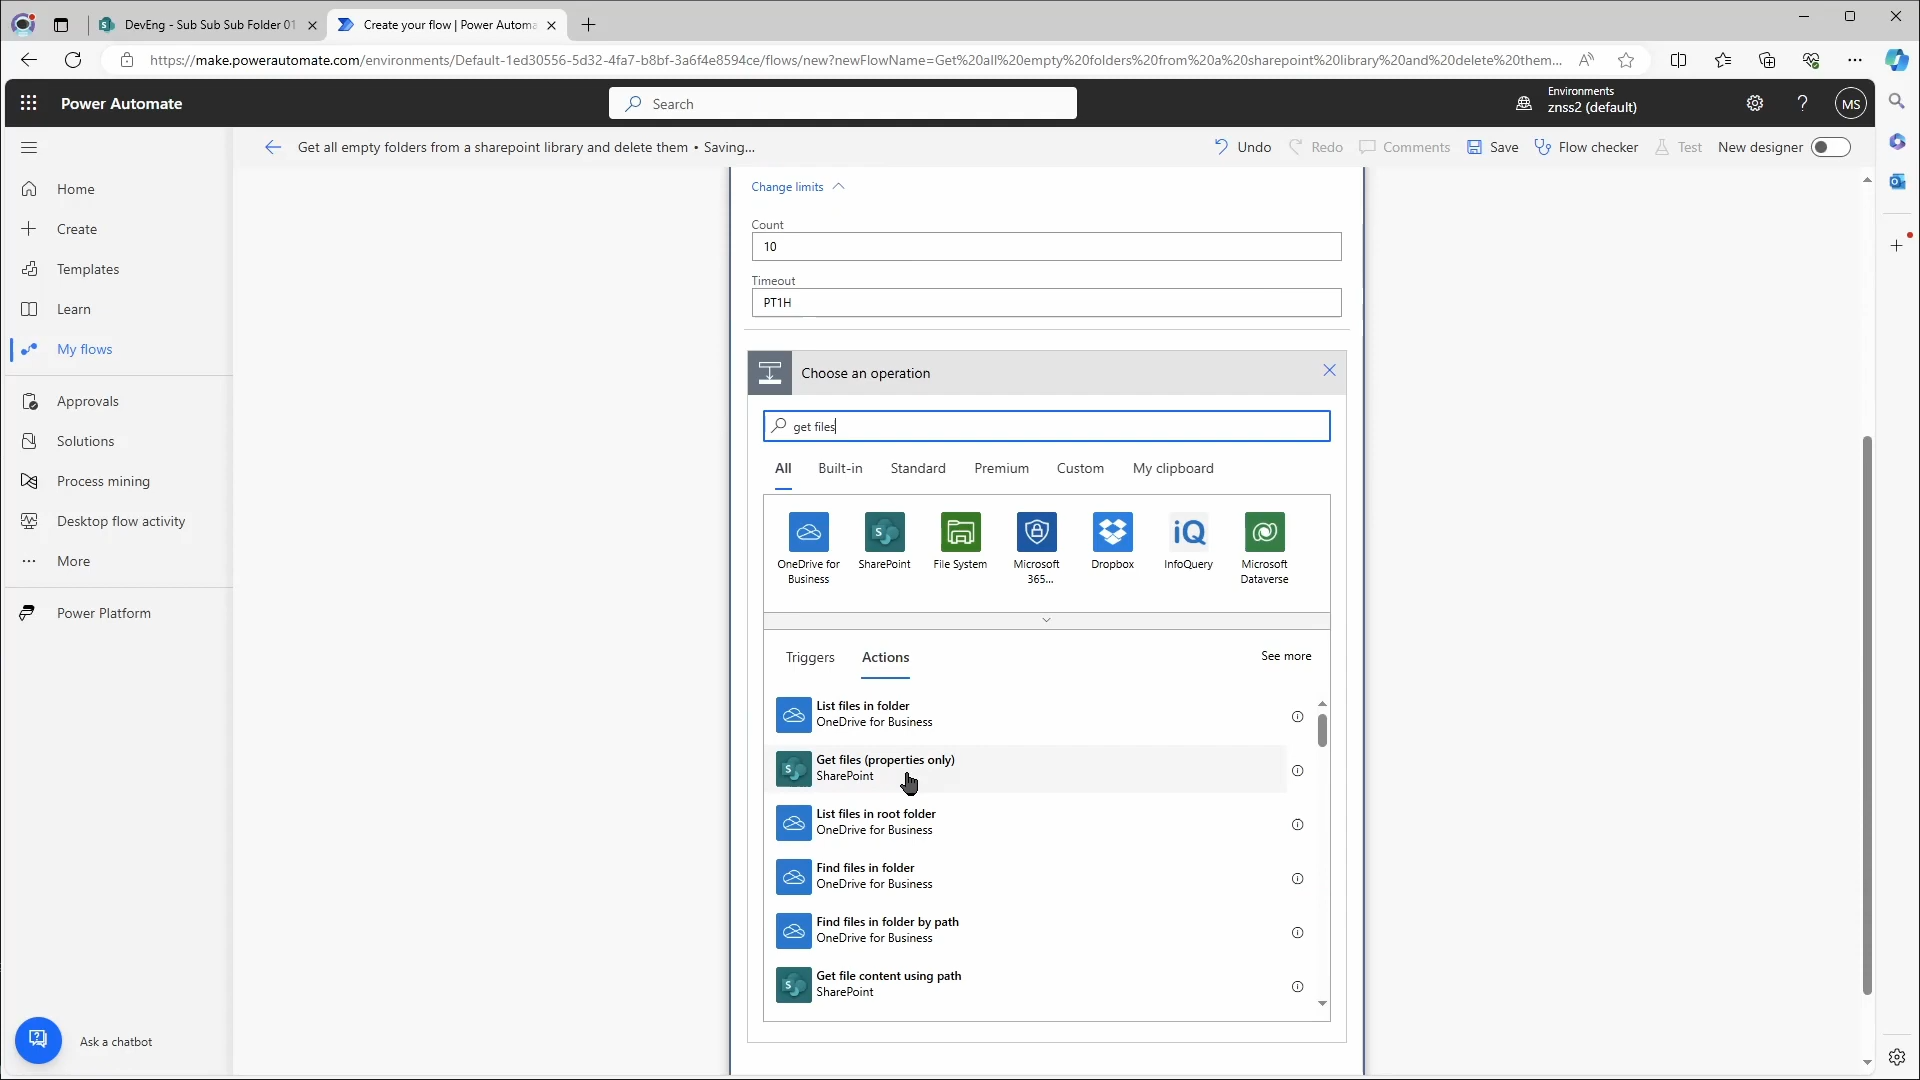 DevEng - Sub Sub Sub Folder 01
Create your flow | Power Automa
https://make.powerautomate.com/environments/Default-1ed30556-5d32-4fa7-b8bf-3a6f4e8594ce/flows/new?newFlowName=Get%20all%20empty%20folders%20from%20a%20sharepoint%20library%20and%20delete%20them...
Power Automate
Search
Environments
znss2 (default)
MS
Get all empty folders from a sharepoint library and delete them • Saving...
Undo
Redo
Comments
Save
Flow checker
Test
New designer
Home
Create
Templates
Learn
My flows
Approvals
Solutions
Process mining
Desktop flow activity
More
Power Platform
Ask a chatbot
Change limits
Count
10
Timeout
PT1H
Choose an operation
get files
All
Built-in
Standard
Premium
Custom
My clipboard
OneDrive for
Business
SharePoint
File System
Microsoft
365...
Dropbox
iQ
InfoQuery
Microsoft
Dataverse
Triggers
Actions
See more
List files in folder
OneDrive for Business
Get files (properties only)
SharePoint
List files in root folder
OneDrive for Business
Find files in folder
OneDrive for Business
Find files in folder by path
OneDrive for Business
Get file content using path
SharePoint